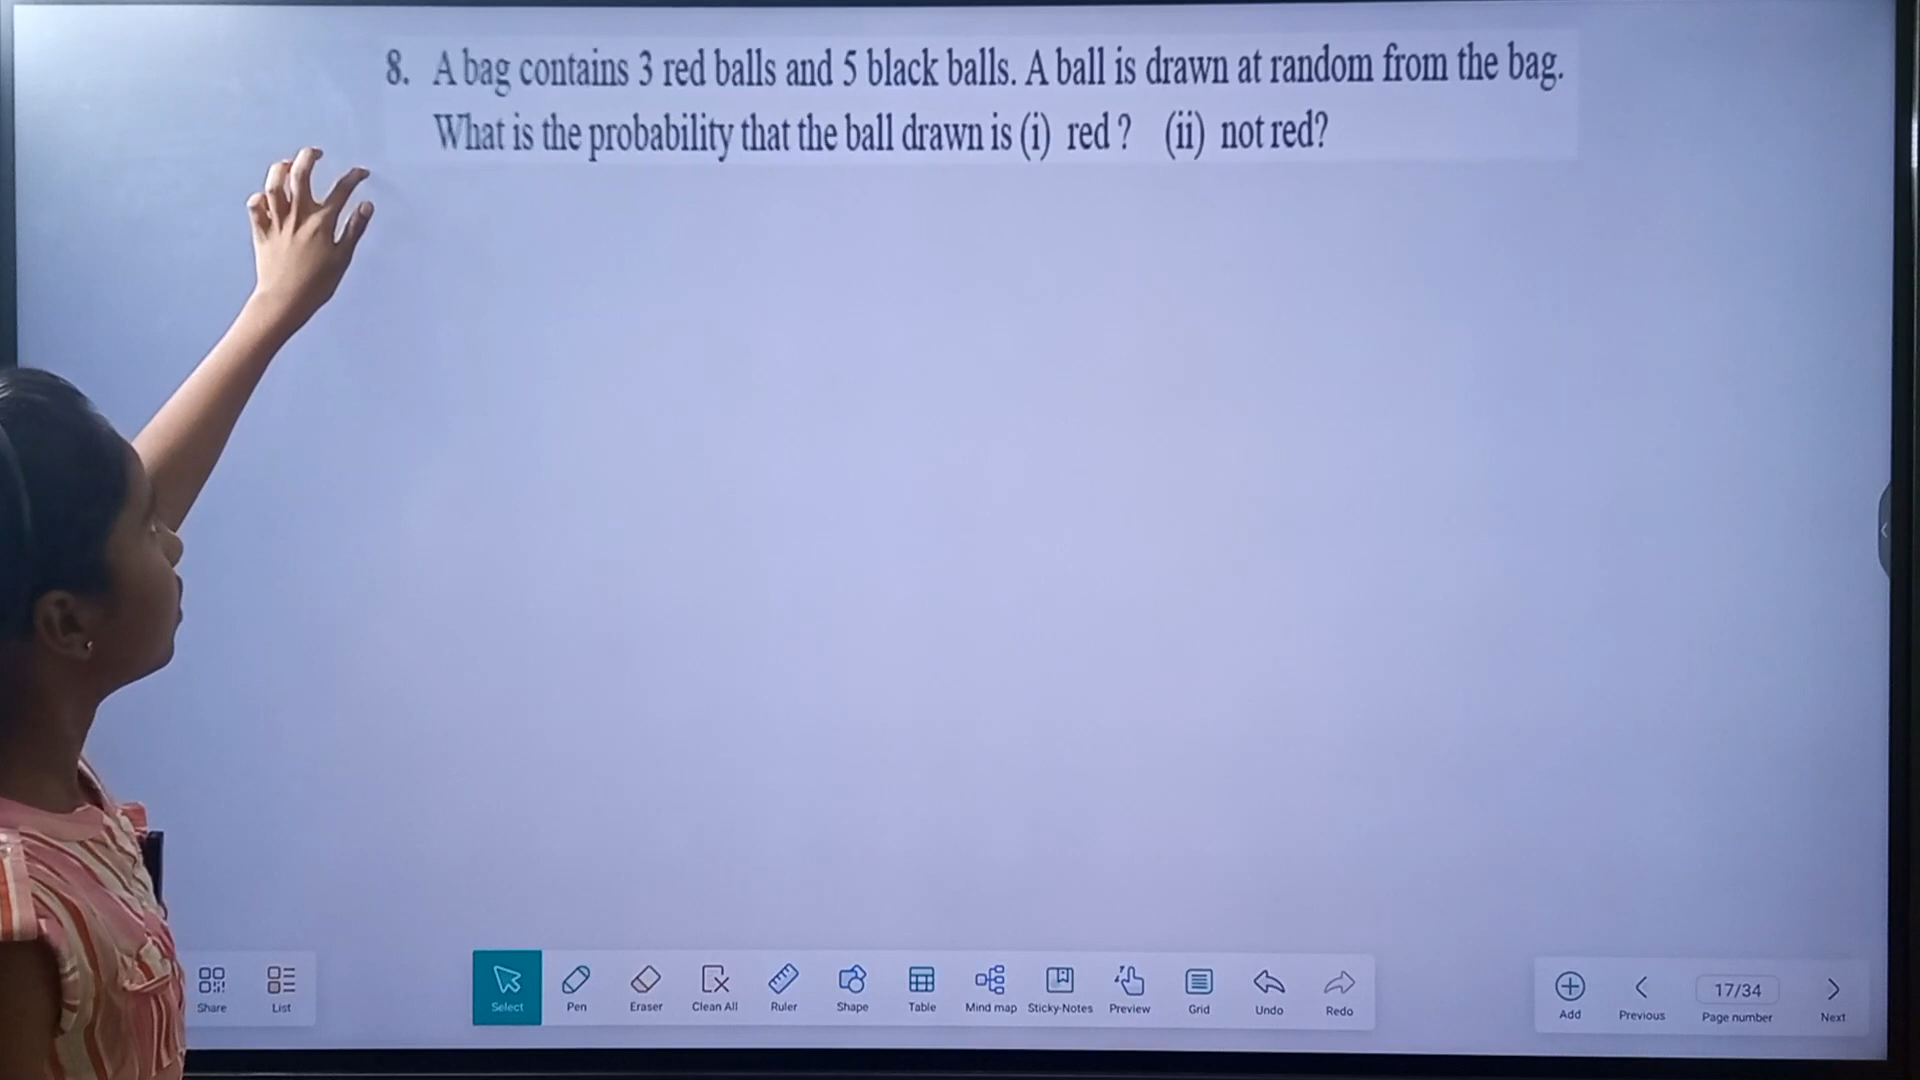 8. A bag contains 3 red balls and 5 black balls. A ball is drawn at random from the bag.
What is the probability that the ball drawn is (i) red ? (ii) not red?
Share
List
Select
Pen
Eraser
Clean All
Ruler
Shape
Table
Mind map
Sticky-Notes
Preview
Grid
Undo
Redo
Add
Previous
17/34
Page number
Next